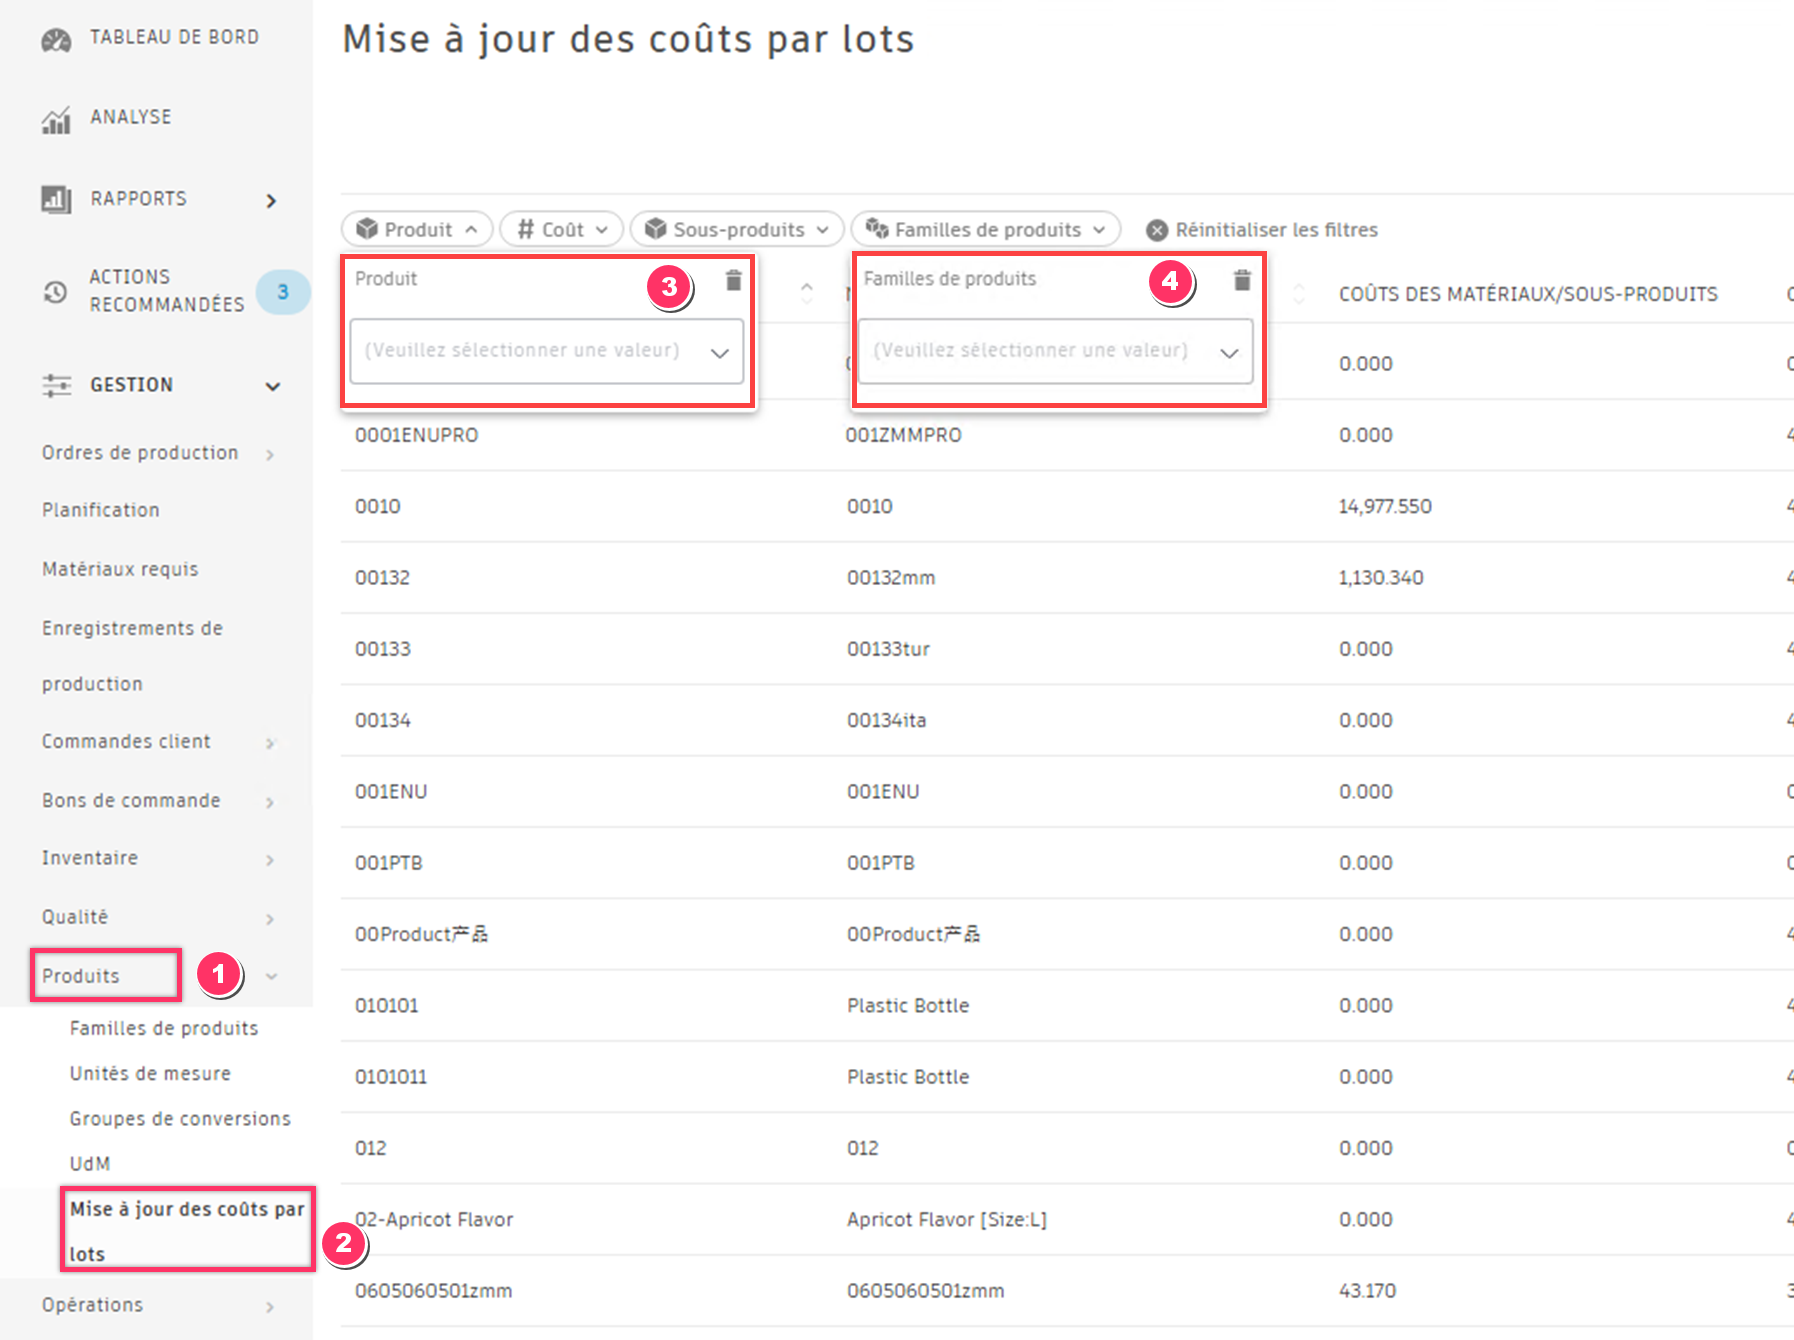 TABLEAU DE BORD
ANALYSE
RAPPORTS
ACTIONS
RECOMMANDÉES
3
GESTION
Ordres de production
Planification
Matériaux requis
Enregistrements de
production
Commandes client
Bons de commande
Inventaire
Qualité
Produits
1
Familles de produits
Unités de mesure
Groupes de conversions
UdM
Mise à jour des coûts par
lots
2
Opérations
Mise à jour des coûts par lots
Produit
# Coût
Sous-produits
Familles de produits
Réinitialiser les filtres
Produit
3
(Veuillez sélectionner une valeur)
Familles de produits
4
(Veuillez sélectionner une valeur)
COÛTS DES MATÉRIAUX/SOUS-PRODUITS
0.000
0001ENUPRO 001ZMMPRO 0.000
0010 0010 14,977.550
00132 00132mm 1,130.340
00133 00133tur 0.000
00134 00134ita 0.000
001ENU 001ENU 0.000
001PTB 001PTB 0.000
00Product产品 00Product产品 0.000
010101 Plastic Bottle 0.000
0101011 Plastic Bottle 0.000
012 012 0.000
02-Apricot Flavor Apricot Flavor [Size:L] 0.000
0605060501zmm 0605060501zmm 43.170